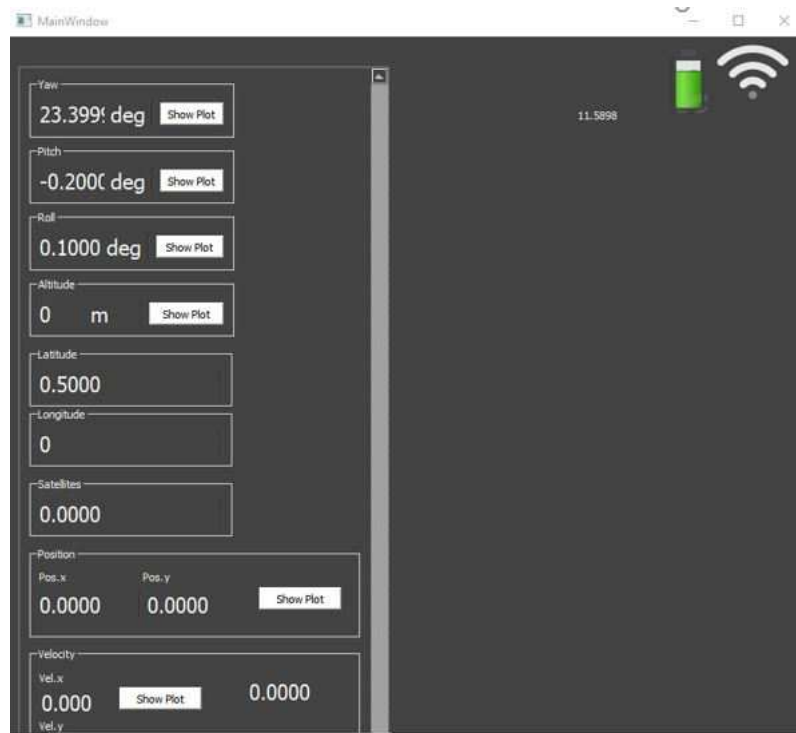 MainWindow
Yaw
23.399 deg Show Plot
11.5898
Pitch
-0.200 deg Show Plot
Roll
0.1000 deg Show Plot
Altitude
0 m Show Plot
Latitude
0.5000
Longitude
0
Satellites
0.0000
Position
Pos.x Pos.y
0.0000 0.0000 Show Plot
Velocity
Vel.x
0.000 Show Plot 0.0000
Vel.y